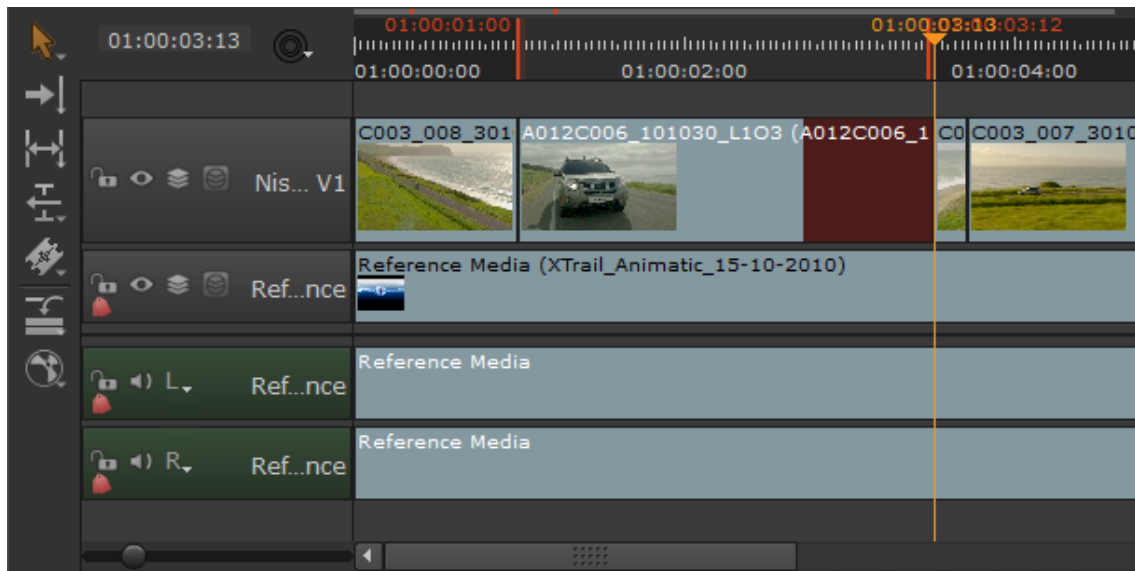 01:00:03:13
01:00:01:00
01:00:03:13
:03:12
01:00:00:00
01:00:02:00
01:00:04:00
C003_008_301
A012C006_101030_L1O3 (A012C006_1
C0
C003_007_3010
Nis... V1
Reference Media (XTrail_Animatic_15-10-2010)
Ref...nce
Reference Media
L
Ref...nce
Reference Media
R
Ref...nce